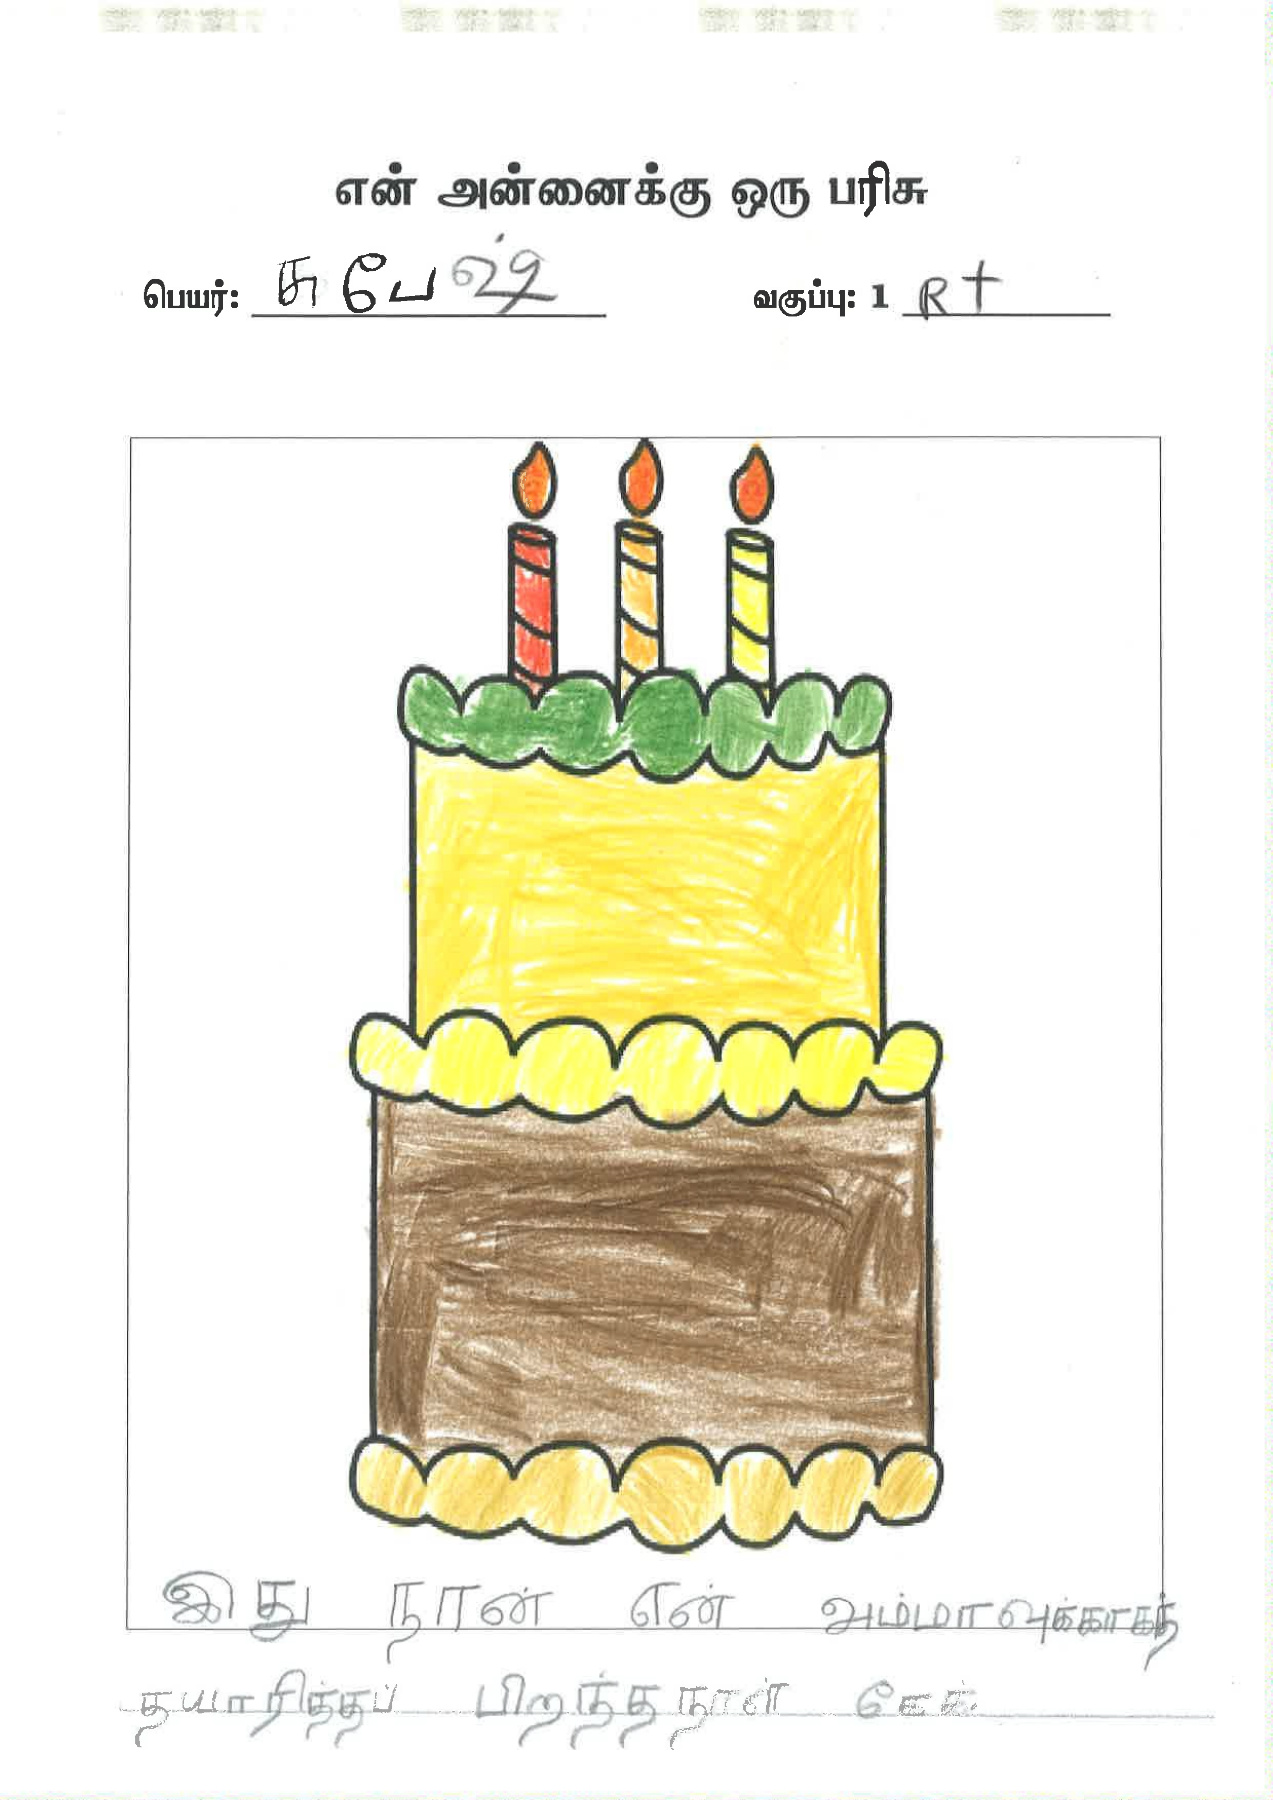 என் அன்னைக்கு ஒரு பரிசு
பெயர்: சுபேஷ் வகுப்பு: 1 R+
இது நான் என் அம்மாவுக்காகத்
தயாரித்தப் பிறந்தநாள் கேக்